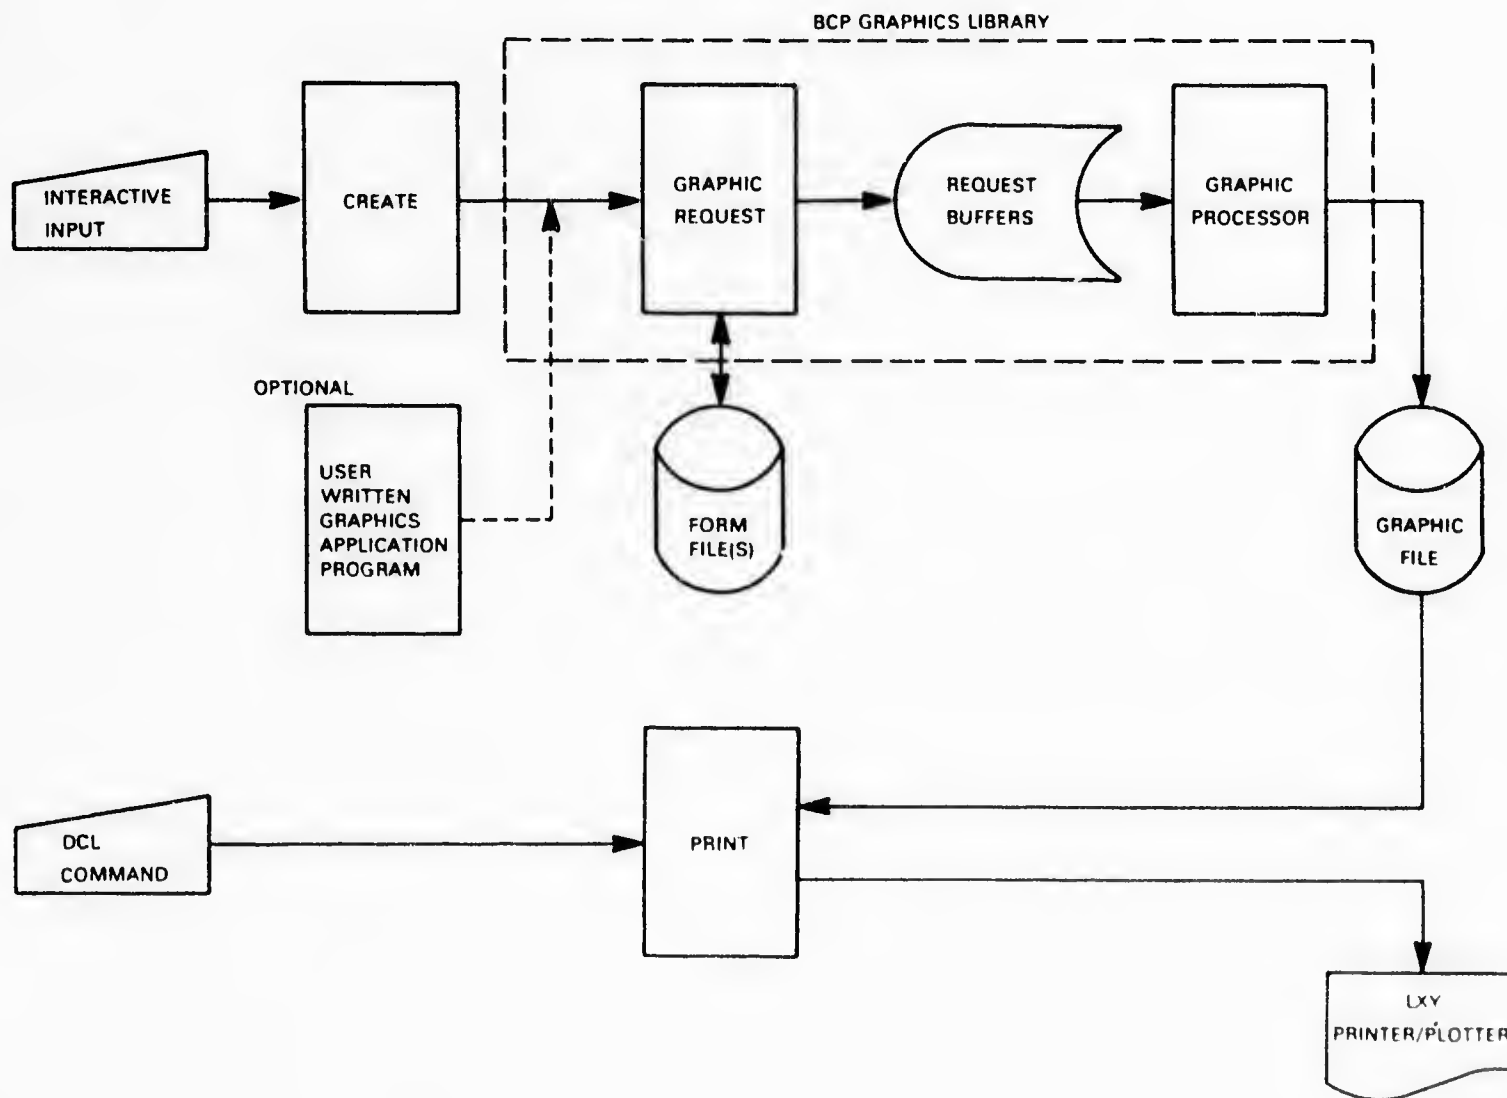 BCP GRAPHICS LIBRARY
INTERACTIVE
INPUT
CREATE
GRAPHIC
REQUEST
REQUEST
BUFFERS
GRAPHIC
PROCESSOR
OPTIONAL
USER
WRITTEN
GRAPHICS
APPLICATION
PROGRAM
FORM
FILE(S)
GRAPHIC
FILE
DCL
COMMAND
PRINT
LXY
PRINTER/PLOTTER